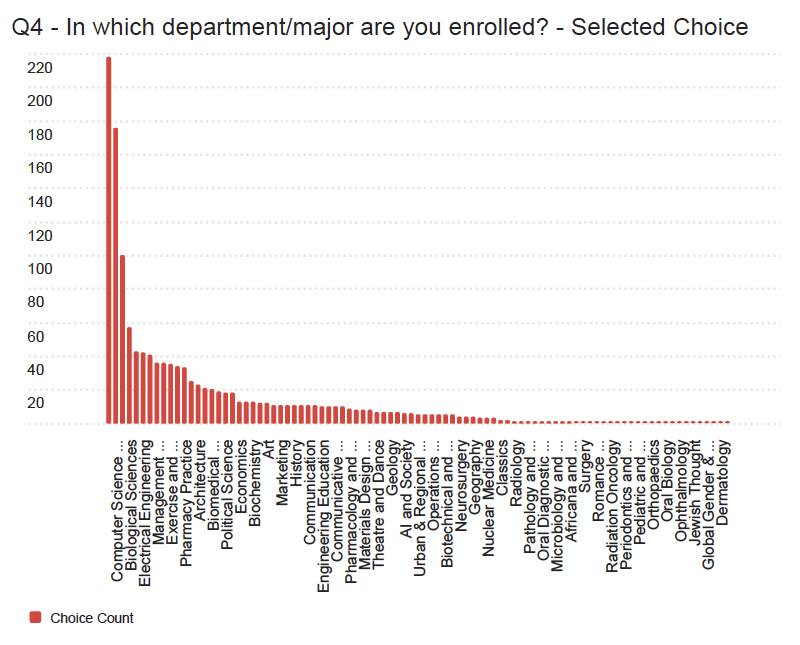 Q4 - In which department/major are you enrolled? - Selected Choice
220
200
180
160
140
120
100
80
60
40
20
Computer Science ...
Biological Sciences
Electrical Engineering
Management ...
Exercise and ...
Pharmacy Practice
Architecture
Biomedical ...
Political Science
Economics
Biochemistry
Art
Marketing
History
Communication
Engineering Education
Communicative ...
Pharmacology and ...
Materials Design ...
Theatre and Dance
Geology
AI and Society
Urban & Regional ...
Operations ...
Biotechnical and ...
Neurosurgery
Geography
Nuclear Medicine
Classics
Radiology
Pathology and ...
Oral Diagnostic ...
Microbiology and ...
Africana and ...
Surgery
Romance ...
Radiation Oncology
Periodontics and ...
Pediatric and ...
Orthopaedics
Oral Biology
Ophthalmology
Jewish Thought
Global Gender & ...
Dermatology
Choice Count